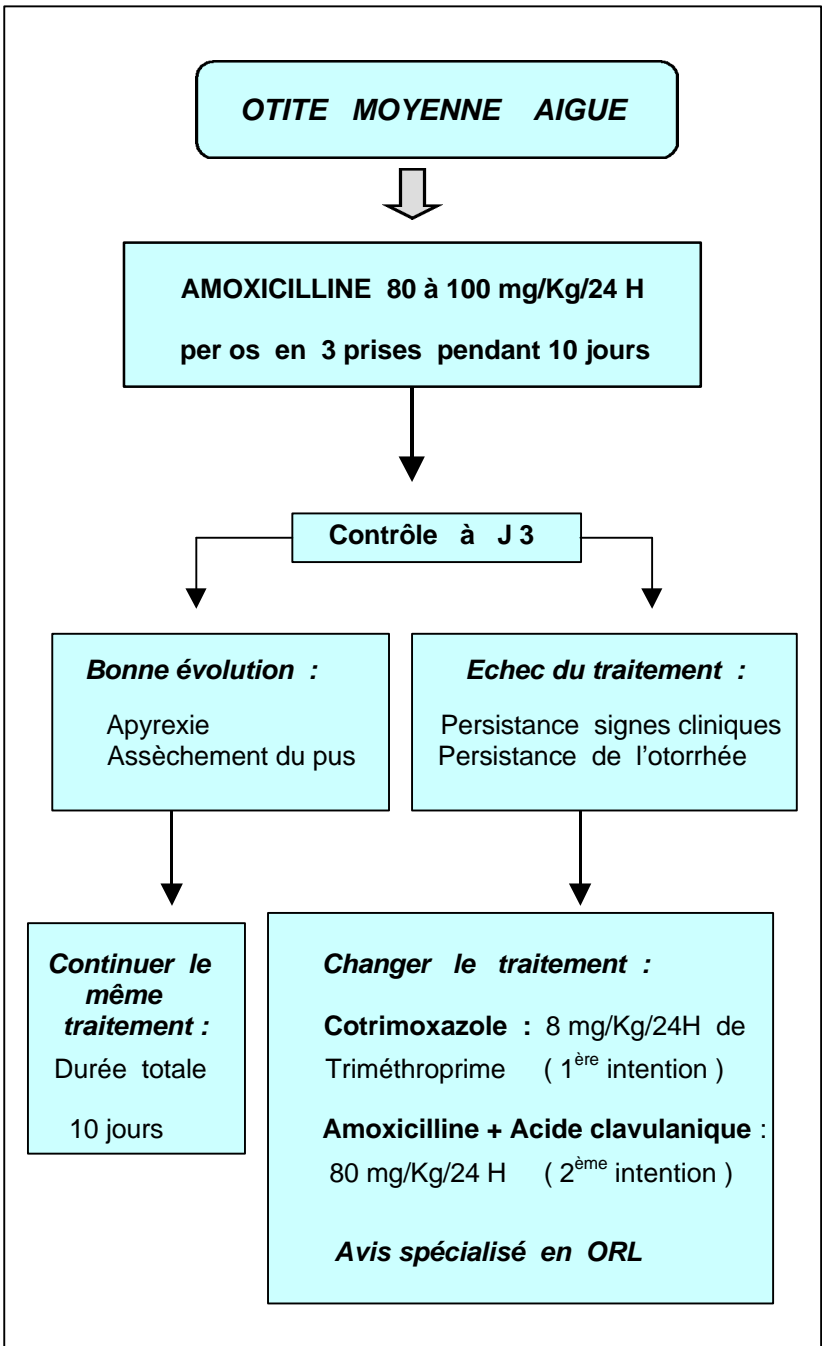 OTITE MOYENNE AIGUE
AMOXICILLINE 80 à 100 mg/Kg/24 H
per os en 3 prises pendant 10 jours
Contrôle à J 3
Bonne évolution :
Apyrexie
Assèchement du pus
Echec du traitement :
Persistance signes cliniques
Persistance de l'otorrhée
Continuer le
même
traitement :
Durée totale
10 jours
Changer le traitement :
Cotrimoxazole : 8 mg/Kg/24H de
Triméthroprime ( 1ère intention )
Amoxicilline + Acide clavulanique :
80 mg/Kg/24 H ( 2ème intention )
Avis spécialisé en ORL